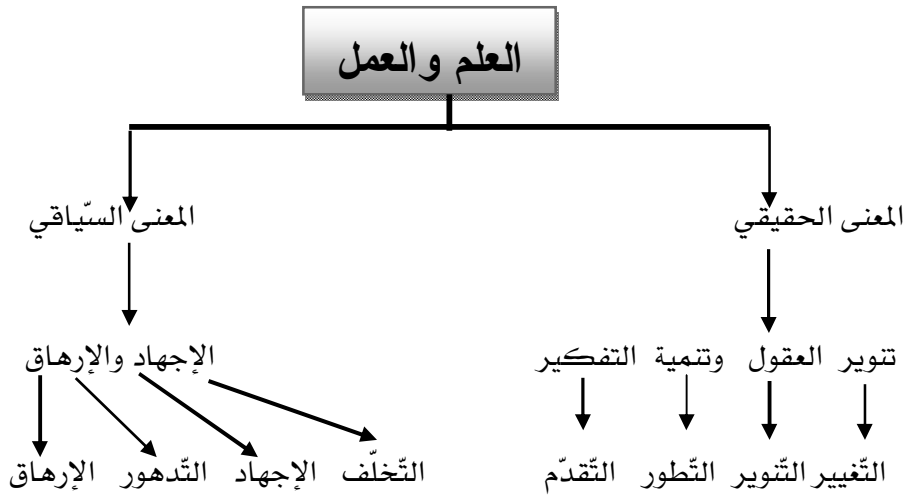 العلم والعمل
المعنى الحقيقي المعنى السّياقي
تنوير العقول وتنمية التفكير الإجهاد والإرهاق
التّغيير التّنوير التّطور التّقدّم التّخلّف الإجهاد التّدهور الإرهاق